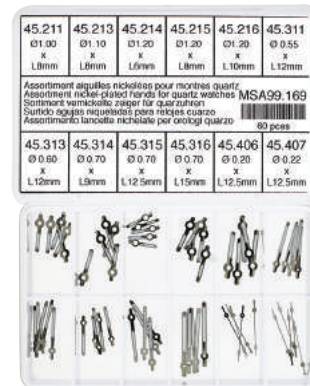 45.211 45.213 45.214 45.215 45.216 45.311
Ø1.00 Ø1.10 Ø1.20 Ø1.20 Ø1.20 Ø 0.55
x x x x x x
L8mm L8mm L6mm L8mm L10mm L12mm
Assortiment aiguilles nickelées pour montres quartz
Assortment nickel-plated hands for quartz watches MSA99.169
Sortiment vernickelte zeiger für quarzuhren
Surtido agujas niqueladas para relojes cuarzo
Assortimento lancette nichelate per orologi quarzo 60 pces
45.313 45.314 45.315 45.316 45.406 45.407
Ø 0.60 Ø 0.70 Ø 0.70 Ø 0.70 Ø 0.20 Ø 0.22
x x x x x x
L12mm L9mm L12.5mm L15mm L12.5mm L12.5mm